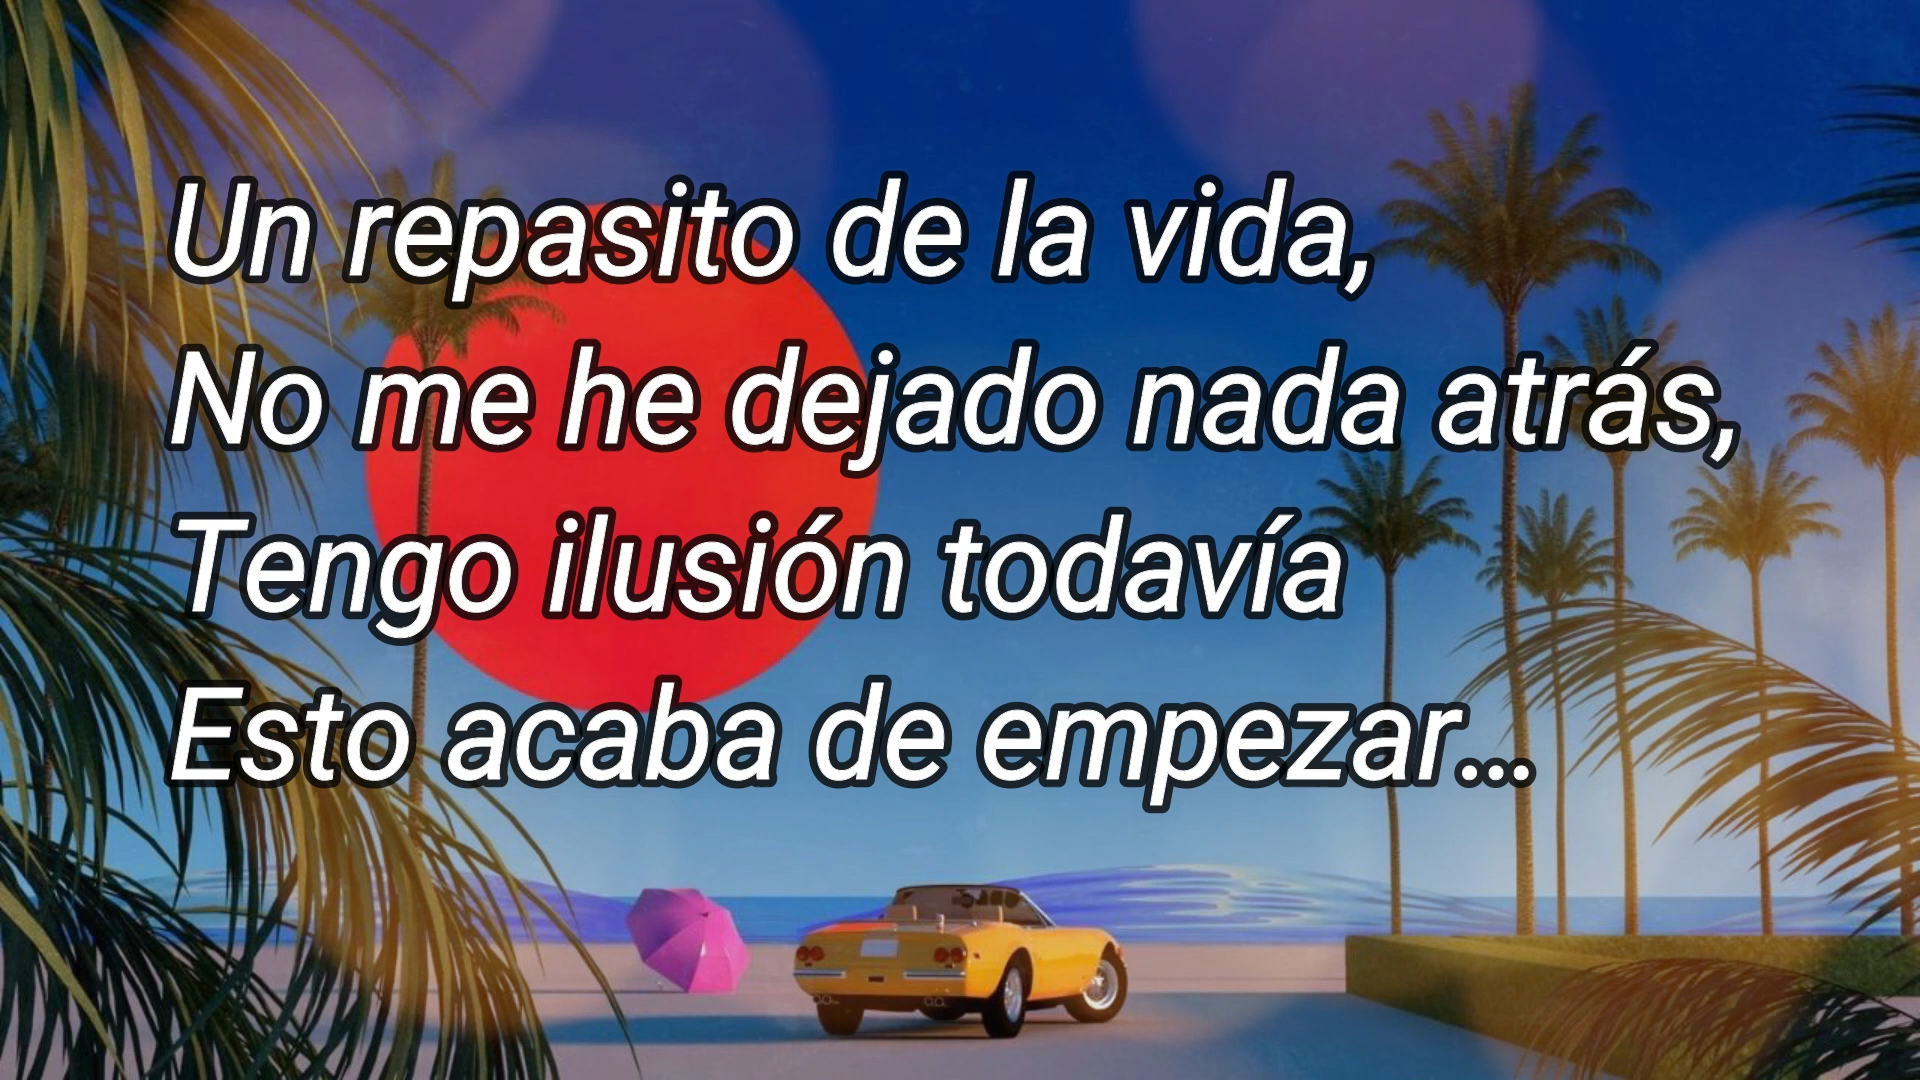 Un repasito de la vida,
No me he dejado nada atrás,
Tengo ilusión todavía
Esto acaba de empezar...